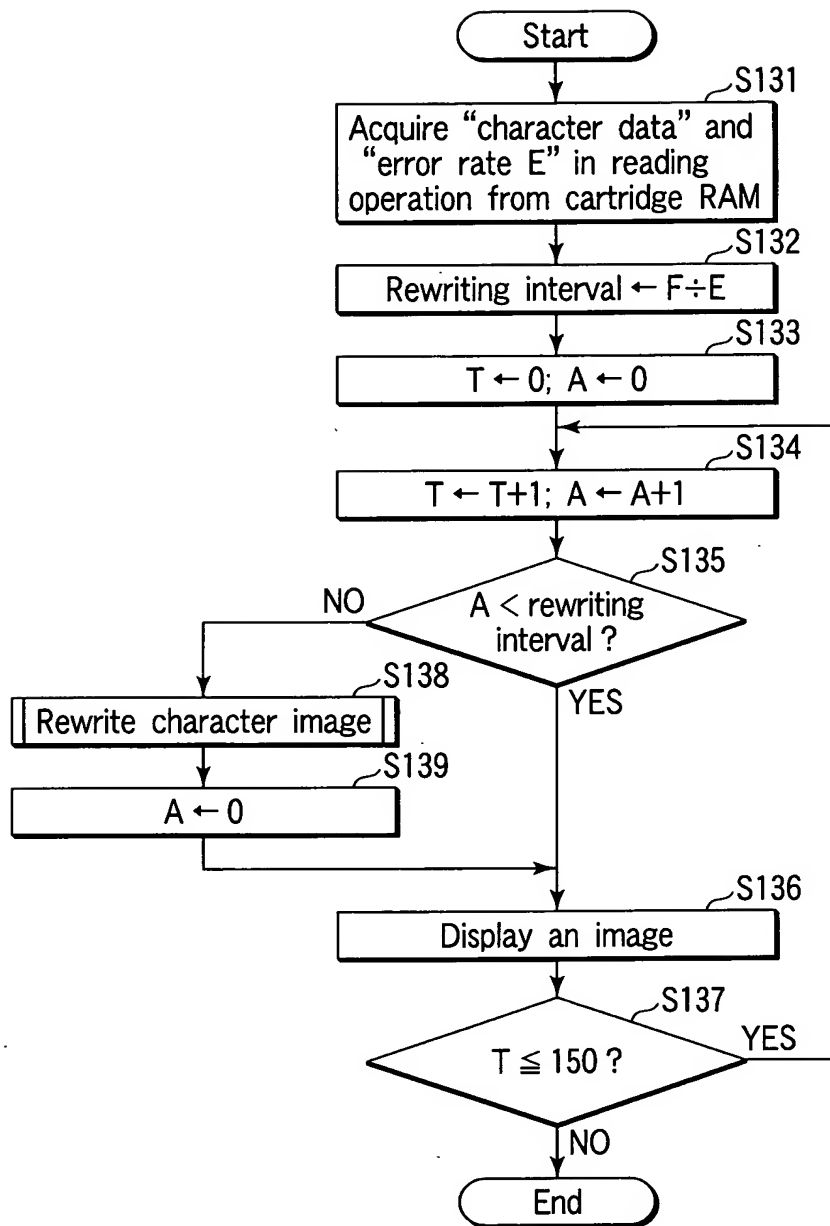 Start
S131
Acquire “character data” and
“error rate E” in reading
operation from cartridge RAM
S132
Rewriting interval ← F÷E
S133
T ← 0; A ← 0
S134
T ← T+1; A ← A+1
S135
A < rewriting
interval ?
NO
YES
S138
Rewrite character image
S139
A ← 0
S136
Display an image
S137
T ≦ 150 ?
YES
NO
End